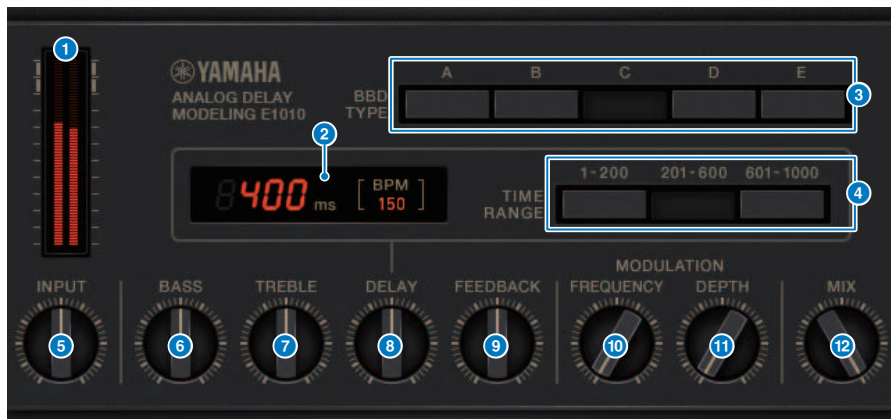 1
YAMAHA
ANALOG DELAY
MODELING E1010
BBD
TYPE
A B C D E
3
2
400 ms [ BPM 150 ]
TIME
RANGE
1-200 201-600 601-1000
4
MODULATION
INPUT BASS TREBLE DELAY FEEDBACK FREQUENCY DEPTH MIX
5 6 7 8 9 10 11 12